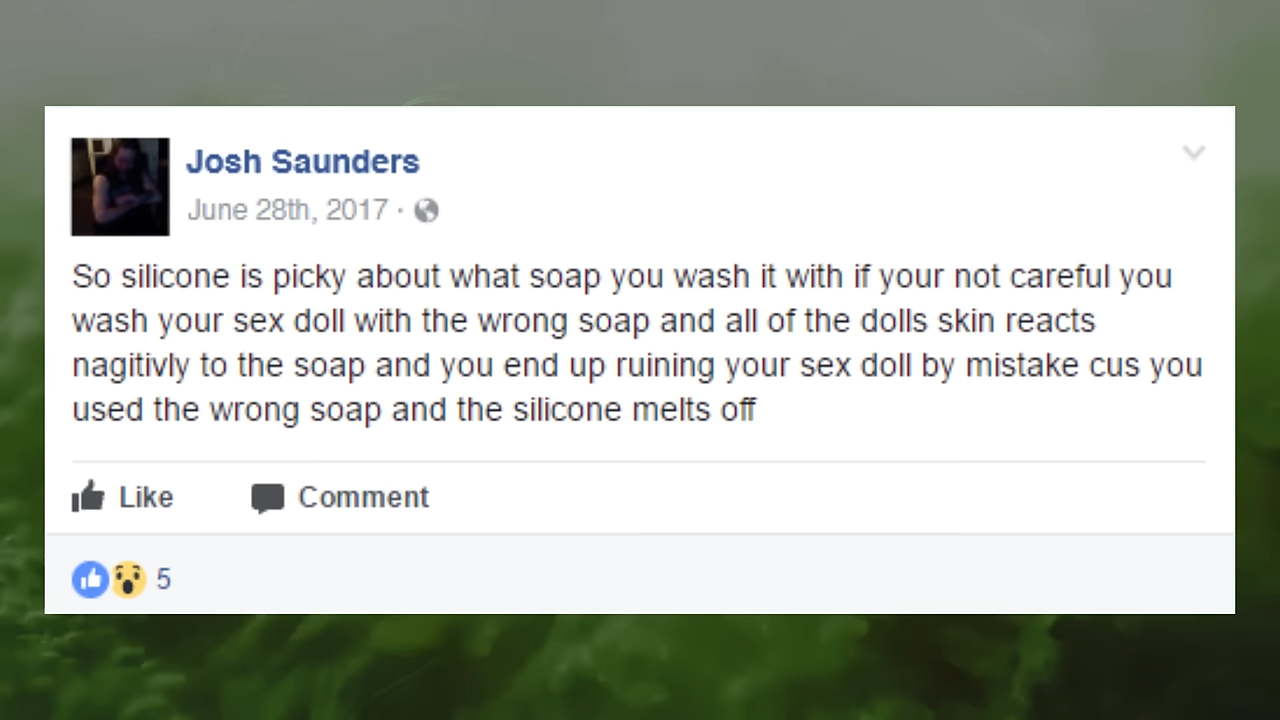 Josh Saunders
June 28th, 2017 ·
So silicone is picky about what soap you wash it with if your not careful you
wash your sex doll with the wrong soap and all of the dolls skin reacts
nagitivly to the soap and you end up ruining your sex doll by mistake cus you
used the wrong soap and the silicone melts off
Like Comment
5